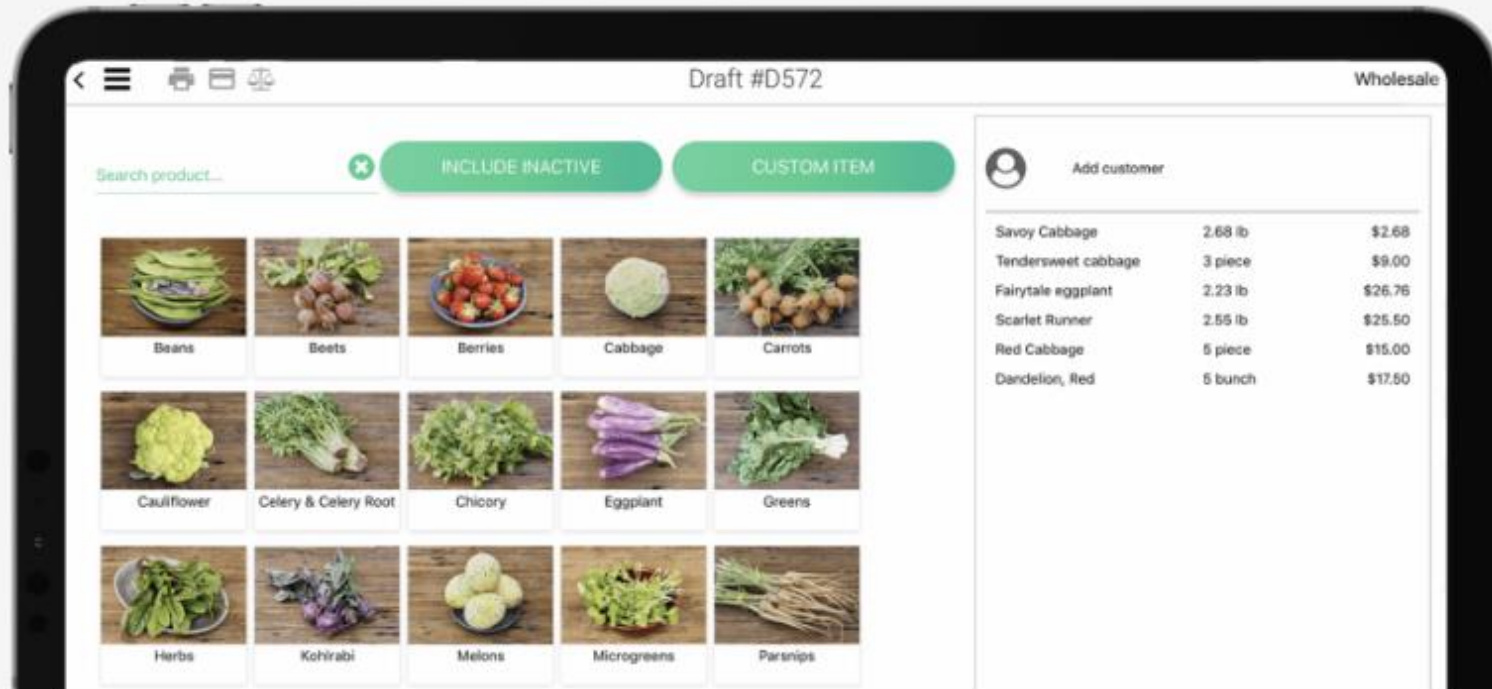 Draft #D572
Wholesale
Search product...
INCLUDE INACTIVE
CUSTOM ITEM
Beans
Beets
Berries
Cabbage
Carrots
Cauliflower
Celery & Celery Root
Chicory
Eggplant
Greens
Herbs
Kohlrabi
Melons
Microgreens
Parsnips
Add customer
Savoy Cabbage 2.68 lb $2.68
Tendersweet cabbage 3 piece $9.00
Fairytale eggplant 2.23 lb $26.76
Scarlet Runner 2.55 lb $25.50
Red Cabbage 5 piece $15.00
Dandelion, Red 5 bunch $17.50